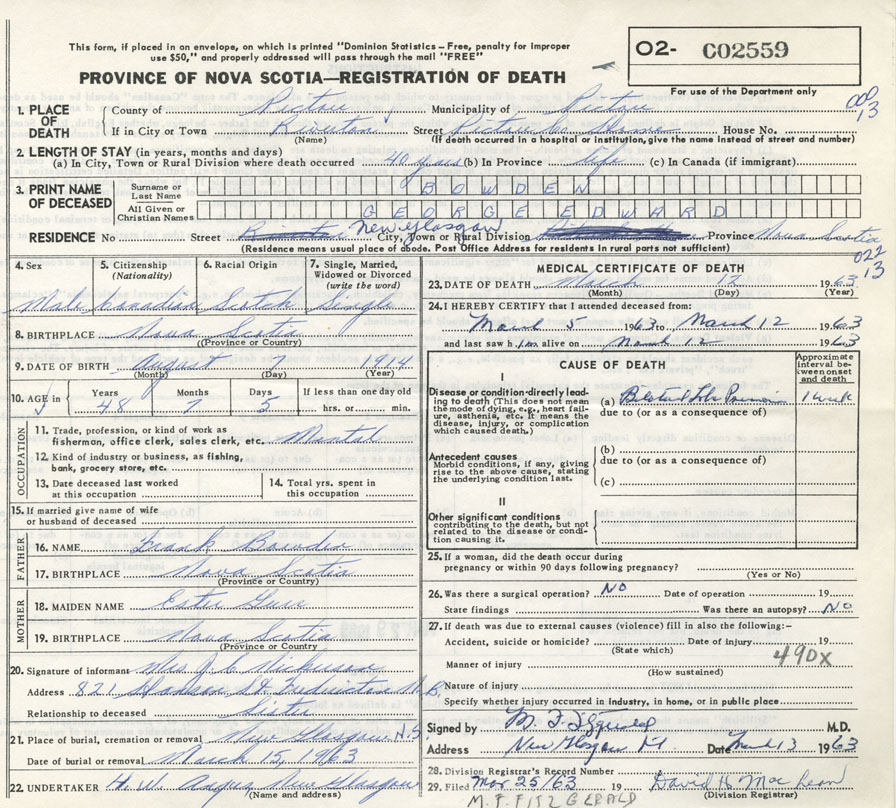 This form, if placed in an envelope, on which is printed "Dominion Statistics – Free, penalty for improper
use $50," and properly addressed will pass through the mail "FREE"
O2- C02559
PROVINCE OF NOVA SCOTIA—REGISTRATION OF DEATH
For use of the Department only
1. PLACE OF DEATH County of Pictou Municipality of Pictou
If in City or Town Riverton Street Pictou Co. Home House No.
(Name) (If death occurred in a hospital or institution, give the name instead of street and number)
2. LENGTH OF STAY (in years, months and days)
(a) In City, Town or Rural Division where death occurred 40 years (b) In Province life (c) In Canada (if immigrant)
3. PRINT NAME OF DECEASED Surname or Last Name BOWDEN
All Given or Christian Names GEORGE EDWARD
RESIDENCE No Street New Glasgow City, Town or Rural Division Province Nova Scotia
(Residence means usual place of abode. Post Office Address for residents in rural parts not sufficient)
022
13
4. Sex 5. Citizenship (Nationality) 6. Racial Origin 7. Single, Married, Widowed or Divorced (write the word)
Male Canadian Scotch Single
8. BIRTHPLACE Nova Scotia
(Province or Country)
9. DATE OF BIRTH August 7 1914
(Month) (Day) (Year)
10. AGE in Years Months Days If less than one day old
48 7 5 hrs. or min.
OCCUPATION
11. Trade, profession, or kind of work as
fisherman, office clerk, sales clerk, etc. Mental
12. Kind of industry or business, as fishing,
bank, grocery store, etc.
13. Date deceased last worked at this occupation 14. Total yrs. spent in this occupation
15. If married give name of wife
or husband of deceased
FATHER
16. NAME Frank Bowden
17. BIRTHPLACE Nova Scotia
(Province or Country)
MOTHER
18. MAIDEN NAME Ester
19. BIRTHPLACE Nova Scotia
(Province or Country)
20. Signature of informant Mrs J. C. Nickerson
Address 821 Hanson St. Fredericton N.B.
Relationship to deceased Sister
21. Place of burial, cremation or removal New Glasgow N.S
Date of burial or removal March 15, 1963
22. UNDERTAKER H. W. Angus New Glasgow
(Name and address)
MEDICAL CERTIFICATE OF DEATH
23. DATE OF DEATH March 12 1963
(Month) (Day) (Year)
24. I HEREBY CERTIFY that I attended deceased from:
March 5 1963 to March 12 1963
and last saw him alive on March 12 1963
CAUSE OF DEATH
Approximate interval between onset and death
I
Disease or condition directly leading to death (This does not mean the mode of dying, e.g., heart failure, asthenia, etc. It means the disease, injury, or complication which caused death.)
(a) 1 week
due to (or as a consequence of)
Antecedent causes
Morbid conditions, if any, giving rise to the above cause, stating the underlying condition last.
(b)
due to (or as a consequence of)
(c)
II
Other significant conditions
contributing to the death, but not related to the disease or condition causing it.
25. If a woman, did the death occur during
pregnancy or within 90 days following pregnancy?
(Yes or No)
26. Was there a surgical operation? NO Date of operation 19
State findings Was there an autopsy? NO
27. If death was due to external causes (violence) fill in also the following:–
Accident, suicide or homicide? Date of injury 19
(State which)
490X
Manner of injury
(How sustained)
Nature of injury
Specify whether injury occurred in industry, in home, or in public place
Signed by M. F. Fitzgerald M.D.
Address New Glasgow Date March 13 1963
28. Division Registrar's Record Number
29. Filed Mar 25/63 19 David H MacLean
(Division Registrar)
M. F. FITZGERALD